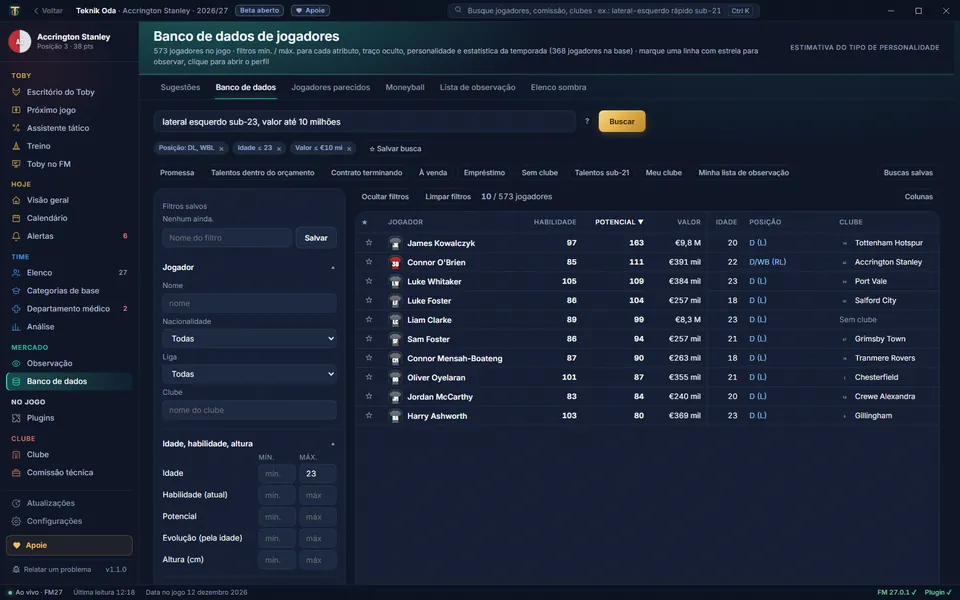 Voltar
Teknik Oda · Accrington Stanley · 2026/27
Beta aberto
Apoie
Busque jogadores, comissão, clubes · ex.: lateral-esquerdo rápido sub-21
Ctrl K
Accrington Stanley
Posição 3 · 38 pts
TOBY
Escritório do Toby
Próximo jogo
Assistente tático
Treino
Toby no FM
HOJE
Visão geral
Calendário
Alertas 6
TIME
Elenco 27
Categorias de base
Departamento médico 2
Análise
MERCADO
Observação
Banco de dados
NO JOGO
Plugins
CLUBE
Clube
Comissão técnica
Atualizações
Configurações
Apoie
Relatar um problema v1.1.0
Banco de dados de jogadores
573 jogadores no jogo · filtros mín. / máx. para cada atributo, traço oculto, personalidade e estatística da temporada (368 jogadores na base) · marque uma linha com estrela para
observar, clique para abrir o perfil
ESTIMATIVA DO TIPO DE PERSONALIDADE
Sugestões
Banco de dados
Jogadores parecidos
Moneyball
Lista de observação
Elenco sombra
lateral esquerdo sub-23, valor até 10 milhões
?
Buscar
Posição: DL, WBL ×
Idade ≤ 23 ×
Valor ≤ €10 mi ×
☆ Salvar busca
Promessa
Talentos dentro do orçamento
Contrato terminando
À venda
Empréstimo
Sem clube
Talentos sub-21
Meu clube
Minha lista de observação
Buscas salvas
Filtros salvos
Nenhum ainda.
Nome do filtro
Salvar
Jogador
Nome
nome
Nacionalidade
Todas
Liga
Todas
Clube
nome do clube
Idade, habilidade, altura
MÍN. MÁX.
Idade mín. 23
Habilidade (atual) mín. máx
Potencial mín. máx
Evolução (pela idade) mín. máx
Altura (cm) mín. máx
Ocultar filtros
Limpar filtros
10 / 573 jogadores
Colunas
★ JOGADOR HABILIDADE POTENCIAL ▼ VALOR IDADE POSIÇÃO CLUBE
☆ James Kowalczyk 97 163 €9,8 M 20 D (L) Tottenham Hotspur
☆ Connor O'Brien 85 111 €391 mil 22 D/WB (RL) Accrington Stanley
☆ Luke Whitaker 105 109 €384 mil 23 D (L) Port Vale
☆ Luke Foster 86 104 €257 mil 18 D (L) Salford City
☆ Liam Clarke 89 99 €8,3 M 23 D (L) Sem clube
☆ Sam Foster 86 94 €257 mil 21 D (L) Grimsby Town
☆ Connor Mensah-Boateng 87 90 €263 mil 18 D (L) Tranmere Rovers
☆ Oliver Oyelaran 101 87 €355 mil 21 D (L) Chesterfield
☆ Jordan McCarthy 83 84 €240 mil 20 D (L) Crewe Alexandra
☆ Harry Ashworth 103 80 €369 mil 23 D (L) Gillingham
Ao vivo · FM27
Última leitura 12:18
Data no jogo 12 dezembro 2026
FM 27.0.1 ✓
Plugin ✓